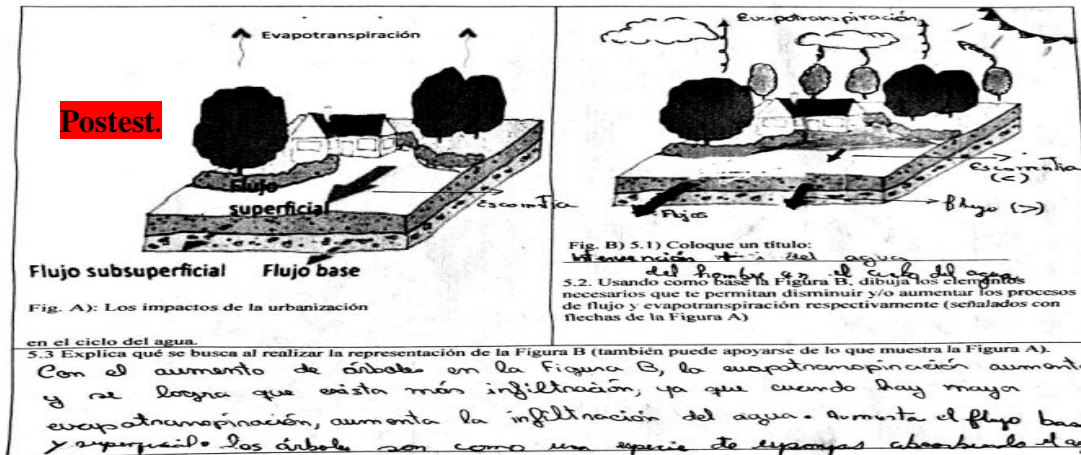 Postest.
Evapotranspiración
Flujo
superficial
Escorrentia
Flujo subsuperficial Flujo base
Fig. A): Los impactos de la urbanización
en el ciclo del agua.
Evapotranspiración
Escorrentia
(<)
flujo (>)
Flujos
Fig. B) 5.1) Coloque un título:
Intervención + del agua
del hombre en el ciclo del agua
5.2. Usando como base la Figura B, dibuja los elementos
necesarios que te permitan disminuir y/o aumentar los procesos
de flujo y evapotranspiración respectivamente (señalados con
flechas de la Figura A)
5.3 Explica qué se busca al realizar la representación de la Figura B (también puede apoyarse de lo que muestra la Figura A).
Con el aumento de árboles en la Figura B, la evapotranspiración aumenta
y se logra que exista más infiltración, ya que cuando hay mayor
evapotranspiración, aumenta la infiltración del agua. Aumenta el flujo base
y superficial. los árboles son como una especie de esponjas absorbiendo el